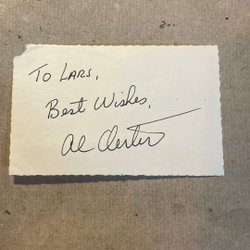 To Lars,
Best Wishes,
Al Oerter